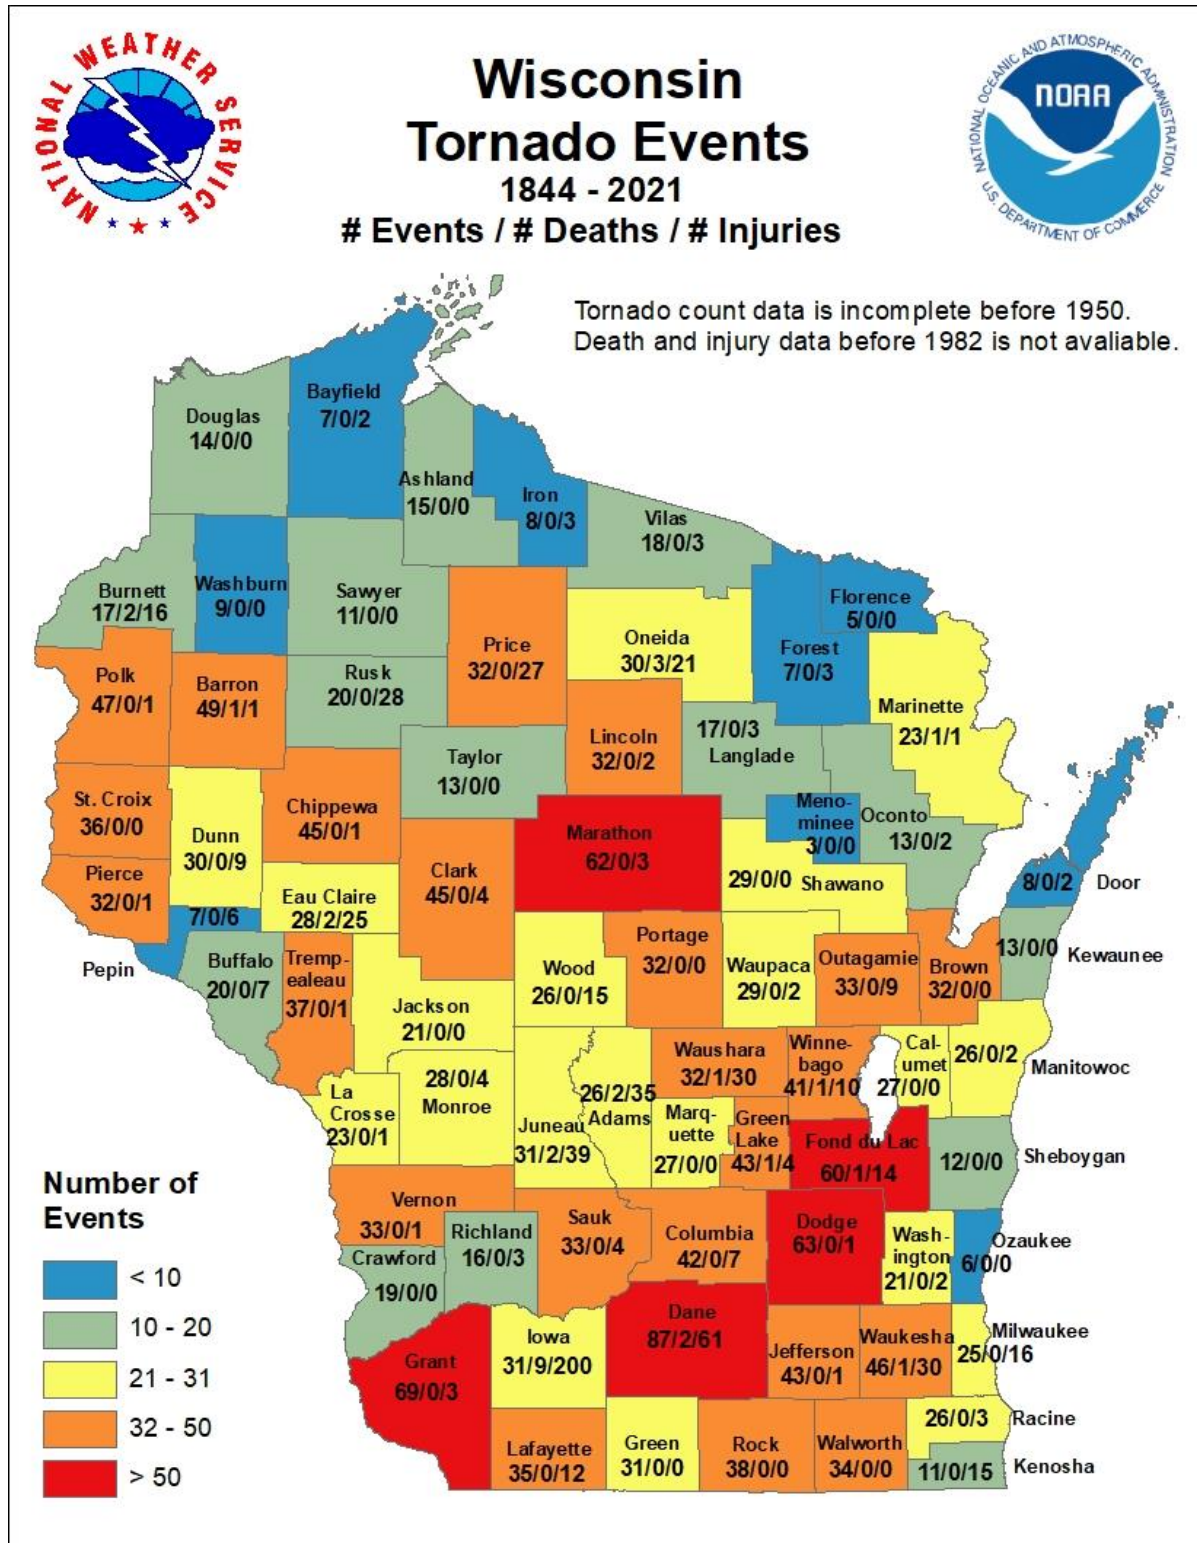 NATIONAL WEATHER SERVICE
Wisconsin
Tornado Events
1844 - 2021
# Events / # Deaths / # Injuries
NATIONAL OCEANIC AND ATMOSPHERIC ADMINISTRATION
U.S. DEPARTMENT OF COMMERCE
NOAA
Tornado count data is incomplete before 1950.
Death and injury data before 1982 is not avaliable.
Bayfield
7/0/2
Douglas
14/0/0
Ashland
15/0/0
Iron
8/0/3
Vilas
18/0/3
Burnett
17/2/16
Washburn
9/0/0
Sawyer
11/0/0
Price
32/0/27
Oneida
30/3/21
Forest
7/0/3
Florence
5/0/0
Marinette
23/1/1
Polk
47/0/1
Barron
49/1/1
Rusk
20/0/28
Taylor
13/0/0
Lincoln
32/0/2
17/0/3
Langlade
St. Croix
36/0/0
Dunn
30/0/9
Chippewa
45/0/1
Clark
45/0/4
Marathon
62/0/3
Meno-
minee
3/0/0
Oconto
13/0/2
Pierce
32/0/1
7/0/6
Pepin
Eau Claire
28/2/25
29/0/0 Shawano
8/0/2 Door
Buffalo
20/0/7
Tremp-
ealeau
37/0/1
Jackson
21/0/0
Wood
26/0/15
Portage
32/0/0
Waupaca
29/0/2
Outagamie
33/0/9
Brown
32/0/0
13/0/0 Kewaunee
La
Crosse
23/0/1
28/0/4
Monroe
Juneau
31/2/39
26/2/35
Adams
Waushara
32/1/30
Winne-
bago
41/1/10
Cal-
umet
27/0/0
26/0/2
Manitowoc
Marq-
uette
27/0/0
Green
Lake
43/1/4
Fond du Lac
60/1/14
12/0/0 Sheboygan
Vernon
33/0/1
Crawford
19/0/0
Richland
16/0/3
Sauk
33/0/4
Columbia
42/0/7
Dodge
63/0/1
Wash-
ington
21/0/2
Ozaukee
6/0/0
Grant
69/0/3
Iowa
31/9/200
Dane
87/2/61
Jefferson
43/0/1
Waukesha
46/1/30
Milwaukee
25/0/16
Lafayette
35/0/12
Green
31/0/0
Rock
38/0/0
Walworth
34/0/0
26/0/3 Racine
11/0/15 Kenosha
Number of
Events
< 10
10 - 20
21 - 31
32 - 50
> 50